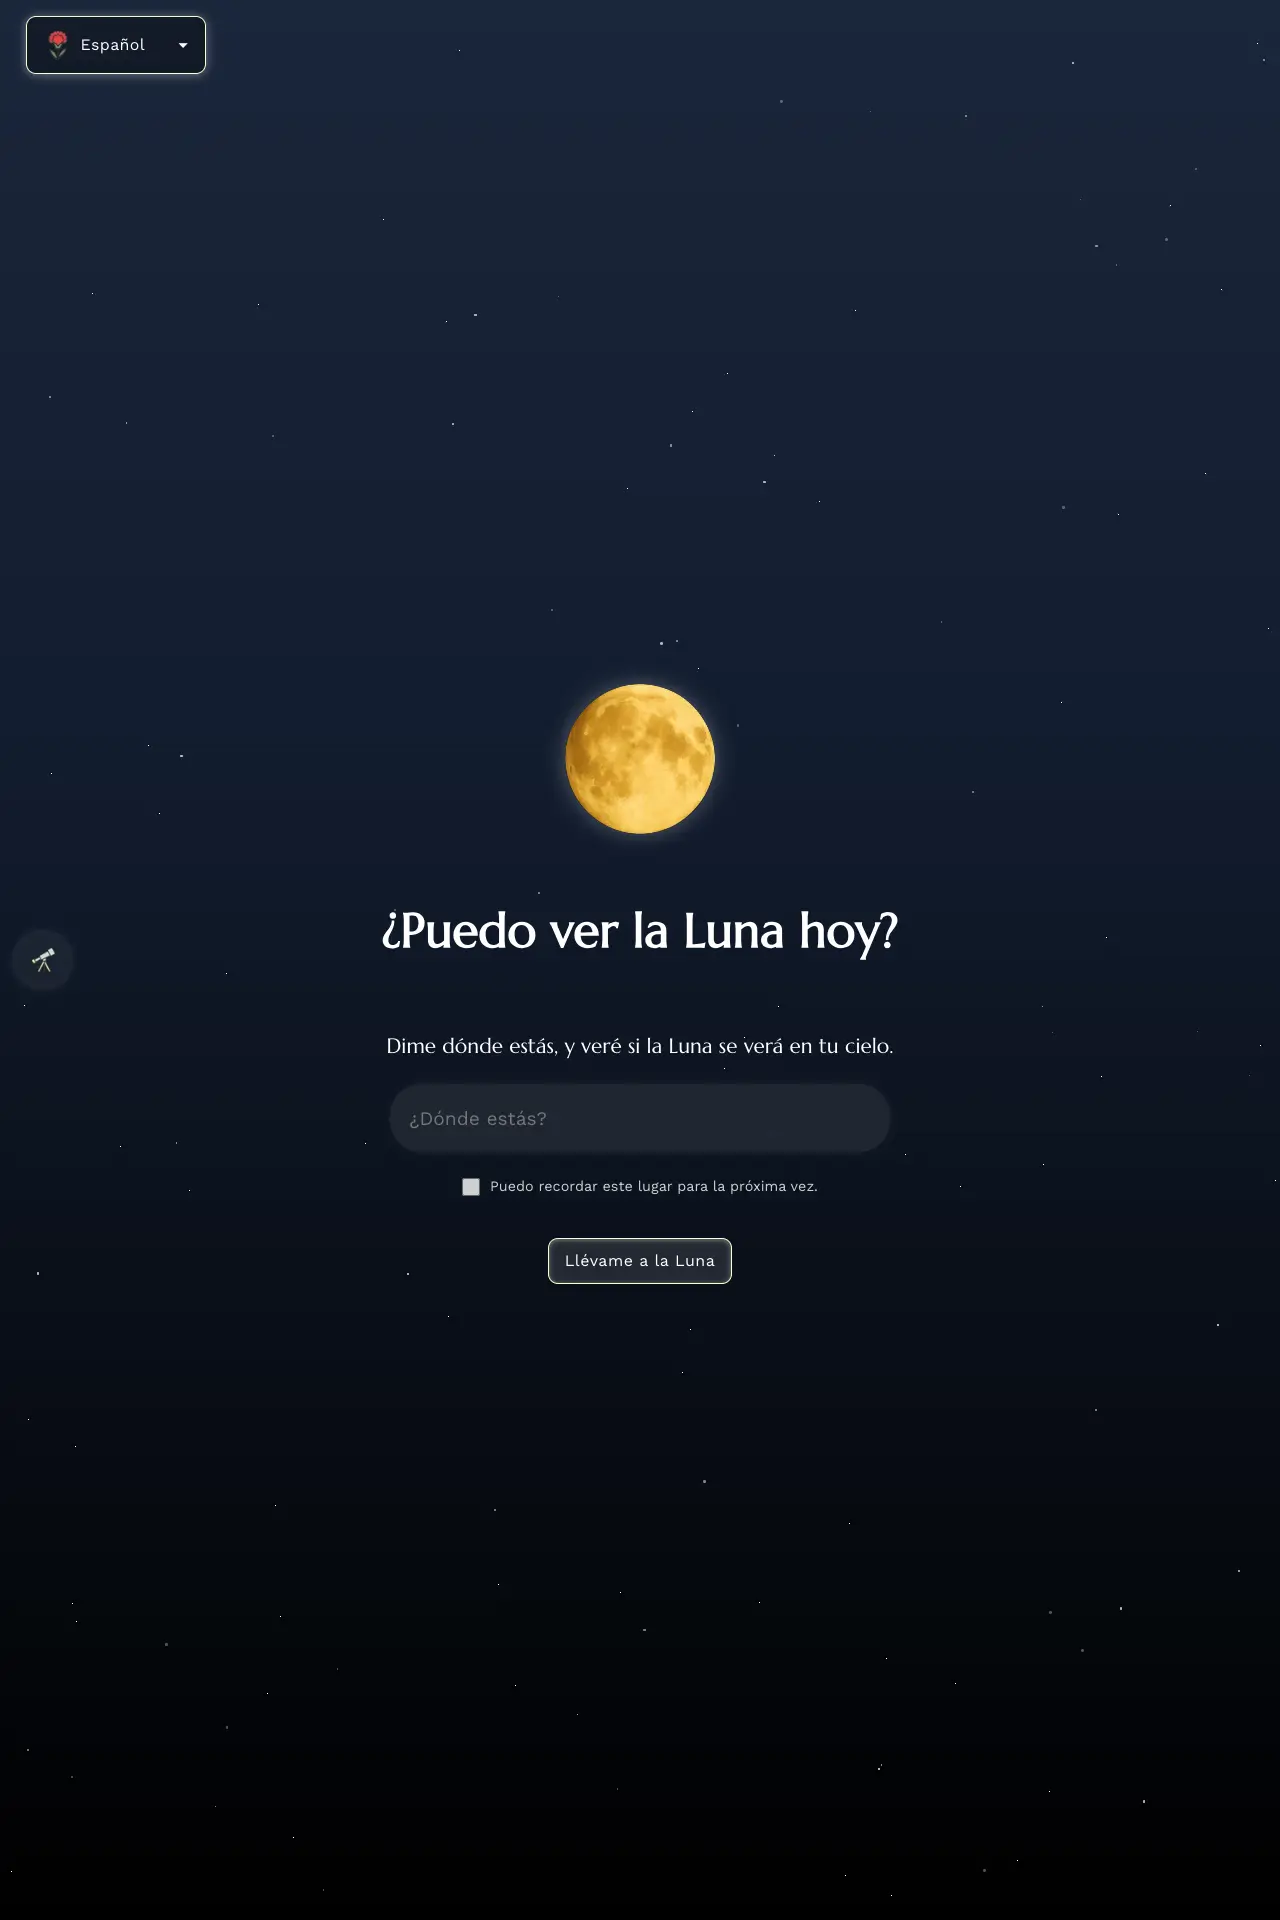 Español
¿Puedo ver la Luna hoy?
Dime dónde estás, y veré si la Luna se verá en tu cielo.
¿Dónde estás?
Puedo recordar este lugar para la próxima vez.
Llévame a la Luna